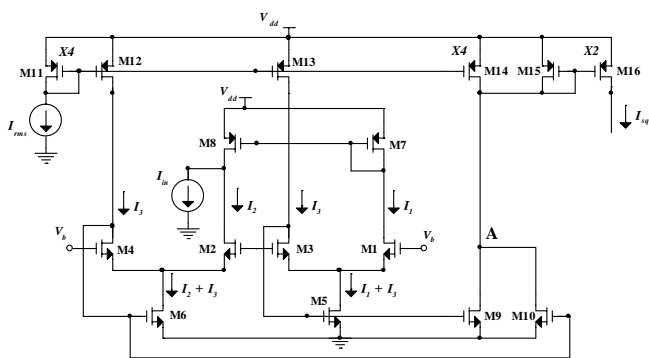 V_dd
X4
M12
M13
X4
X2
M11
M14
M15
M16
V_dd
I_rms
M8
M7
I_sq
I_in
I_3
I_2
I_3
I_1
V_b
V_b
A
M4
M2
M3
M1
I_2 + I_3
I_1 + I_3
M6
M5
M9
M10